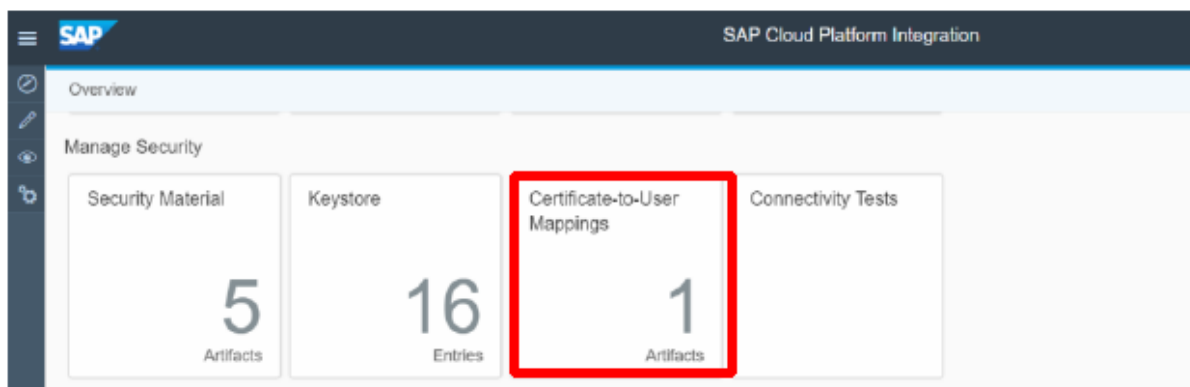 SAP
SAP Cloud Platform Integration
Overview
Manage Security
Security Material
5
Artifacts
Keystore
16
Entries
Certificate-to-User
Mappings
1
Artifacts
Connectivity Tests